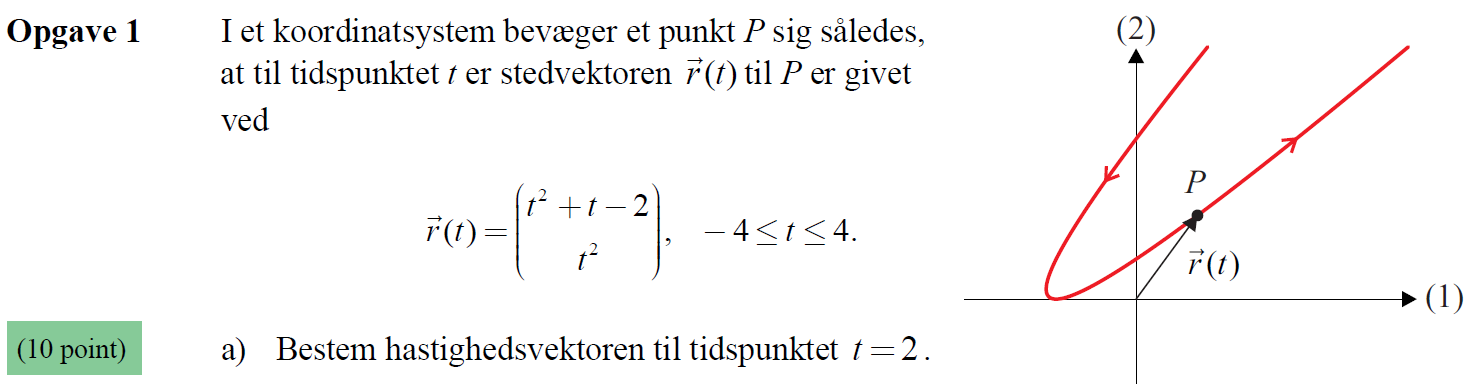 Opgave 1
I et koordinatsystem bevæger et punkt P sig således,
at til tidspunktet t er stedvektoren r⃗(t) til P er givet
ved
r⃗(t) = (t² + t − 2
t²), −4 ≤ t ≤ 4.
(10 point)
a) Bestem hastighedsvektoren til tidspunktet t = 2.
(2)
P
r⃗(t)
(1)